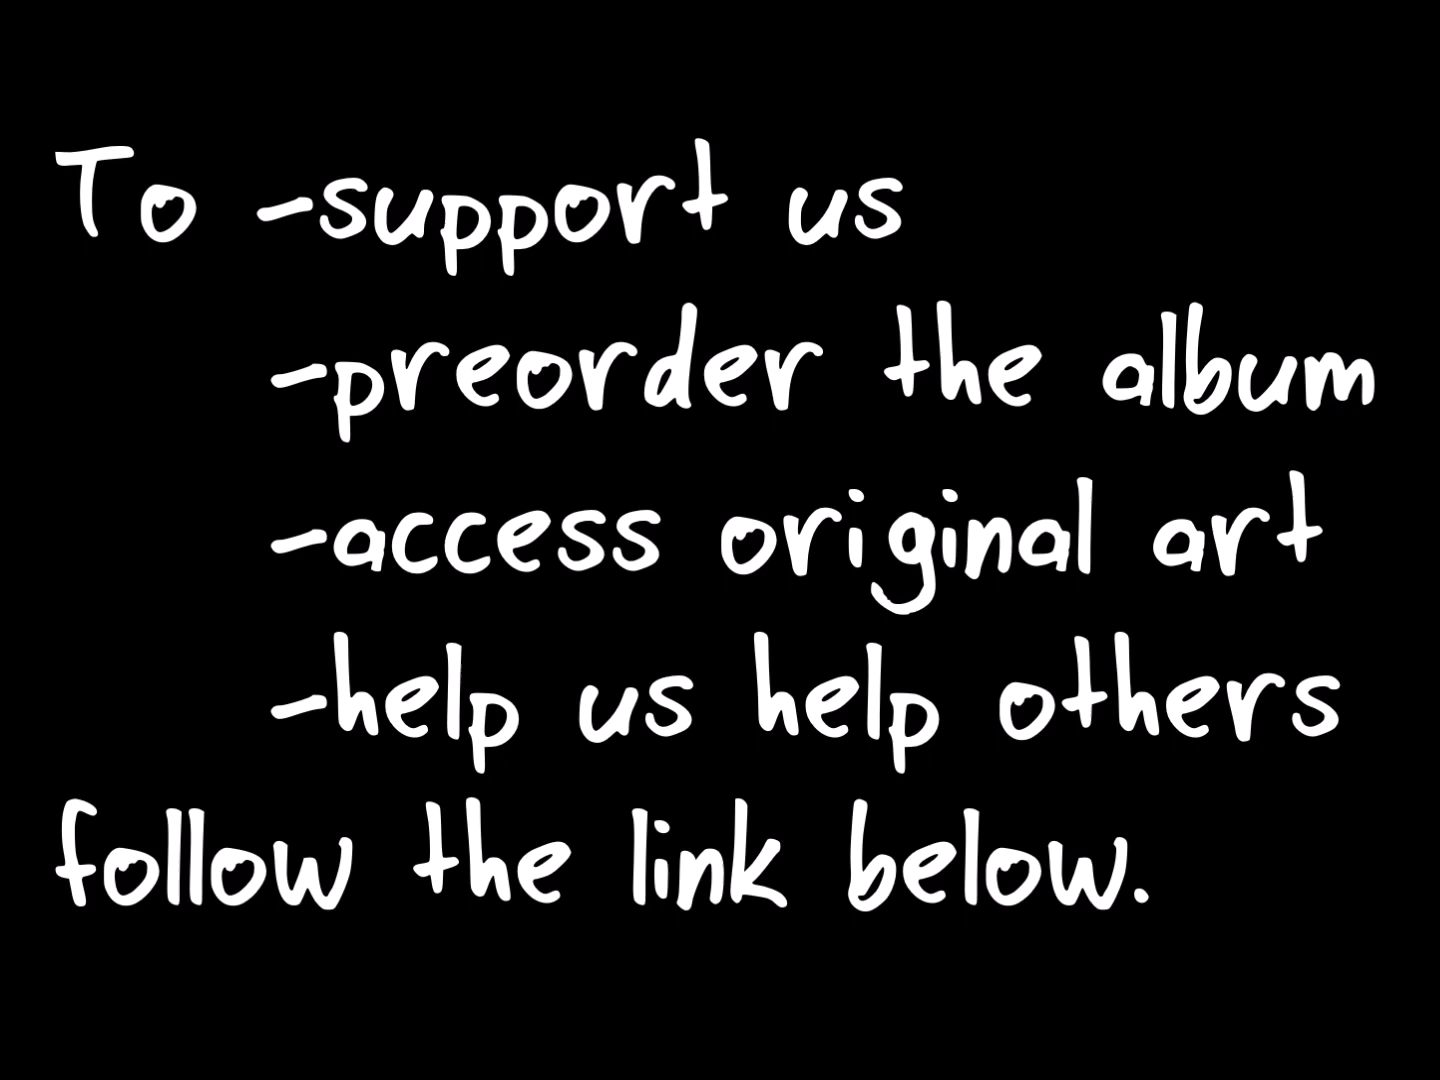 To -support us
-preorder the album
-access original art
-help us help others
follow the link below.